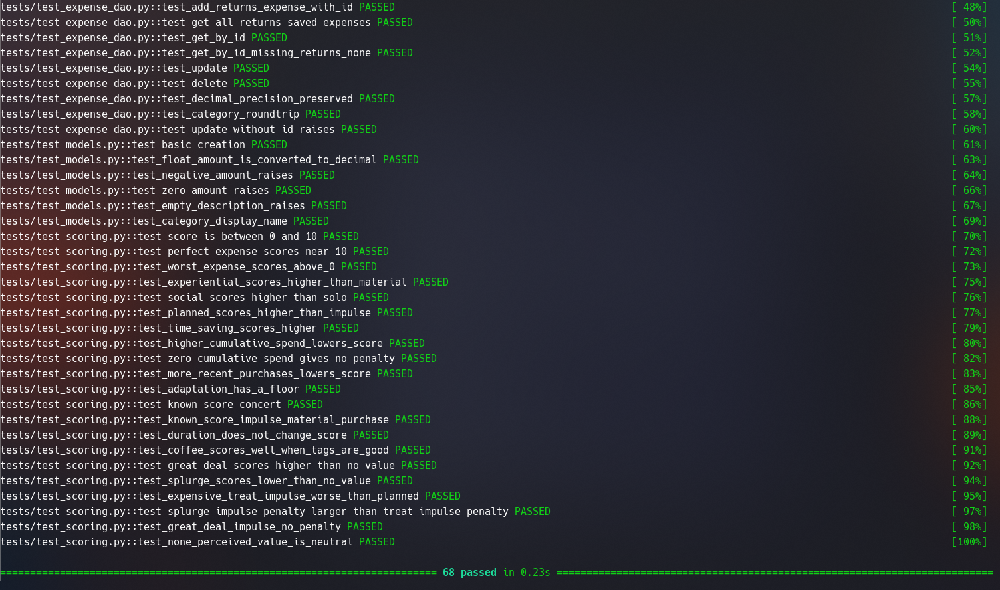 tests/test_expense_dao.py::test_add_returns_expense_with_id PASSED [ 48%]
tests/test_expense_dao.py::test_get_all_returns_saved_expenses PASSED [ 50%]
tests/test_expense_dao.py::test_get_by_id PASSED [ 51%]
tests/test_expense_dao.py::test_get_by_id_missing_returns_none PASSED [ 52%]
tests/test_expense_dao.py::test_update PASSED [ 54%]
tests/test_expense_dao.py::test_delete PASSED [ 55%]
tests/test_expense_dao.py::test_decimal_precision_preserved PASSED [ 57%]
tests/test_expense_dao.py::test_category_roundtrip PASSED [ 58%]
tests/test_expense_dao.py::test_update_without_id_raises PASSED [ 60%]
tests/test_models.py::test_basic_creation PASSED [ 61%]
tests/test_models.py::test_float_amount_is_converted_to_decimal PASSED [ 63%]
tests/test_models.py::test_negative_amount_raises PASSED [ 64%]
tests/test_models.py::test_zero_amount_raises PASSED [ 66%]
tests/test_models.py::test_empty_description_raises PASSED [ 67%]
tests/test_models.py::test_category_display_name PASSED [ 69%]
tests/test_scoring.py::test_score_is_between_0_and_10 PASSED [ 70%]
tests/test_scoring.py::test_perfect_expense_scores_near_10 PASSED [ 72%]
tests/test_scoring.py::test_worst_expense_scores_above_0 PASSED [ 73%]
tests/test_scoring.py::test_experiential_scores_higher_than_material PASSED [ 75%]
tests/test_scoring.py::test_social_scores_higher_than_solo PASSED [ 76%]
tests/test_scoring.py::test_planned_scores_higher_than_impulse PASSED [ 77%]
tests/test_scoring.py::test_time_saving_scores_higher PASSED [ 79%]
tests/test_scoring.py::test_higher_cumulative_spend_lowers_score PASSED [ 80%]
tests/test_scoring.py::test_zero_cumulative_spend_gives_no_penalty PASSED [ 82%]
tests/test_scoring.py::test_more_recent_purchases_lowers_score PASSED [ 83%]
tests/test_scoring.py::test_adaptation_has_a_floor PASSED [ 85%]
tests/test_scoring.py::test_known_score_concert PASSED [ 86%]
tests/test_scoring.py::test_known_score_impulse_material_purchase PASSED [ 88%]
tests/test_scoring.py::test_duration_does_not_change_score PASSED [ 89%]
tests/test_scoring.py::test_coffee_scores_well_when_tags_are_good PASSED [ 91%]
tests/test_scoring.py::test_great_deal_scores_higher_than_no_value PASSED [ 92%]
tests/test_scoring.py::test_splurge_scores_lower_than_no_value PASSED [ 94%]
tests/test_scoring.py::test_expensive_treat_impulse_worse_than_planned PASSED [ 95%]
tests/test_scoring.py::test_splurge_impulse_penalty_larger_than_treat_impulse_penalty PASSED [ 97%]
tests/test_scoring.py::test_great_deal_impulse_no_penalty PASSED [ 98%]
tests/test_scoring.py::test_none_perceived_value_is_neutral PASSED [100%]
========================================================================= 68 passed in 0.23s =========================================================================